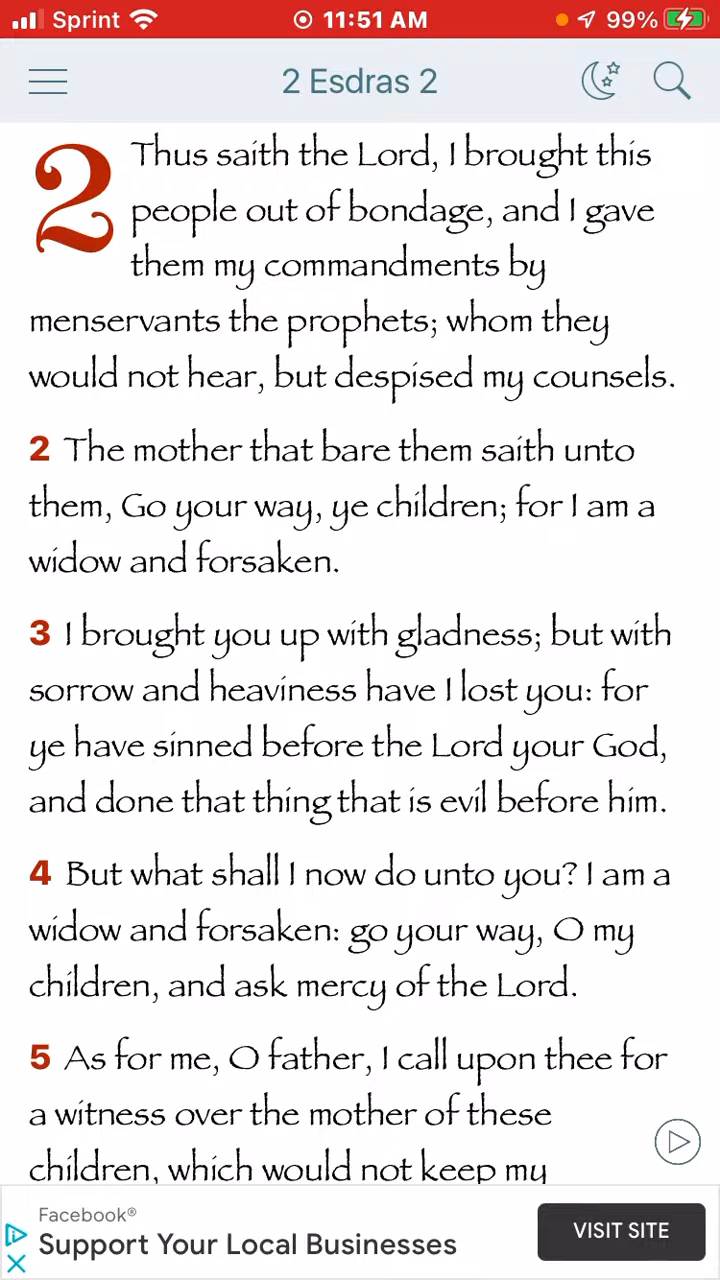 Sprint 11:51 AM 99%
2 Esdras 2
2 Thus saith the Lord, I brought this
people out of bondage, and I gave
them my commandments by
menservants the prophets; whom they
would not hear, but despised my counsels.
2 The mother that bare them saith unto
them, Go your way, ye children; for I am a
widow and forsaken.
3 I brought you up with gladness; but with
sorrow and heaviness have I lost you: for
ye have sinned before the Lord your God,
and done that thing that is evil before him.
4 But what shall I now do unto you? I am a
widow and forsaken: go your way, O my
children, and ask mercy of the Lord.
5 As for me, O father, I call upon thee for
a witness over the mother of these
children, which would not keep my
Facebook®
Support Your Local Businesses
VISIT SITE